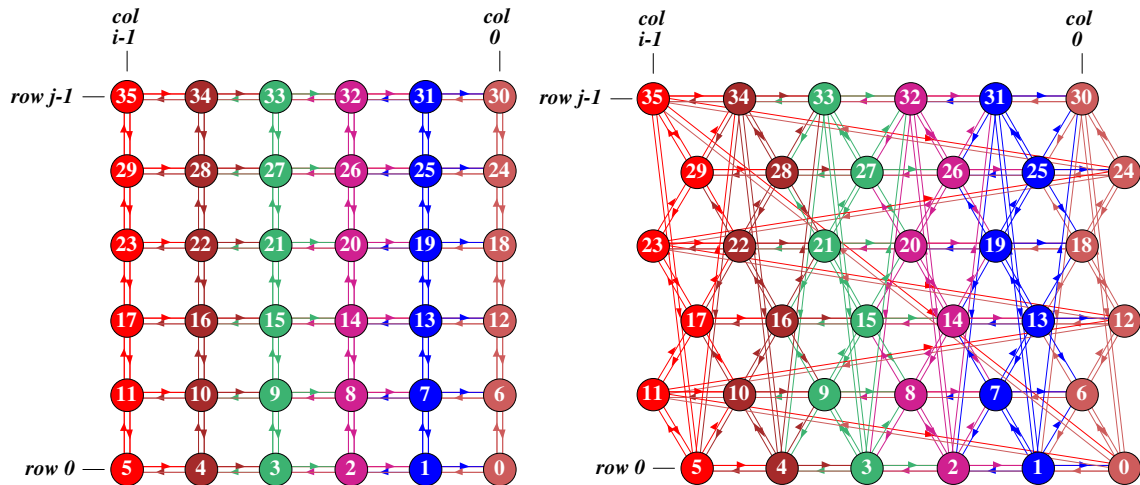 col
i-1
col
0
row j-1
35 34 33 32 31 30
29 28 27 26 25 24
23 22 21 20 19 18
17 16 15 14 13 12
11 10 9 8 7 6
row 0
5 4 3 2 1 0
col
i-1
col
0
row j-1
35 34 33 32 31 30
29 28 27 26 25 24
23 22 21 20 19 18
17 16 15 14 13 12
11 10 9 8 7 6
row 0
5 4 3 2 1 0